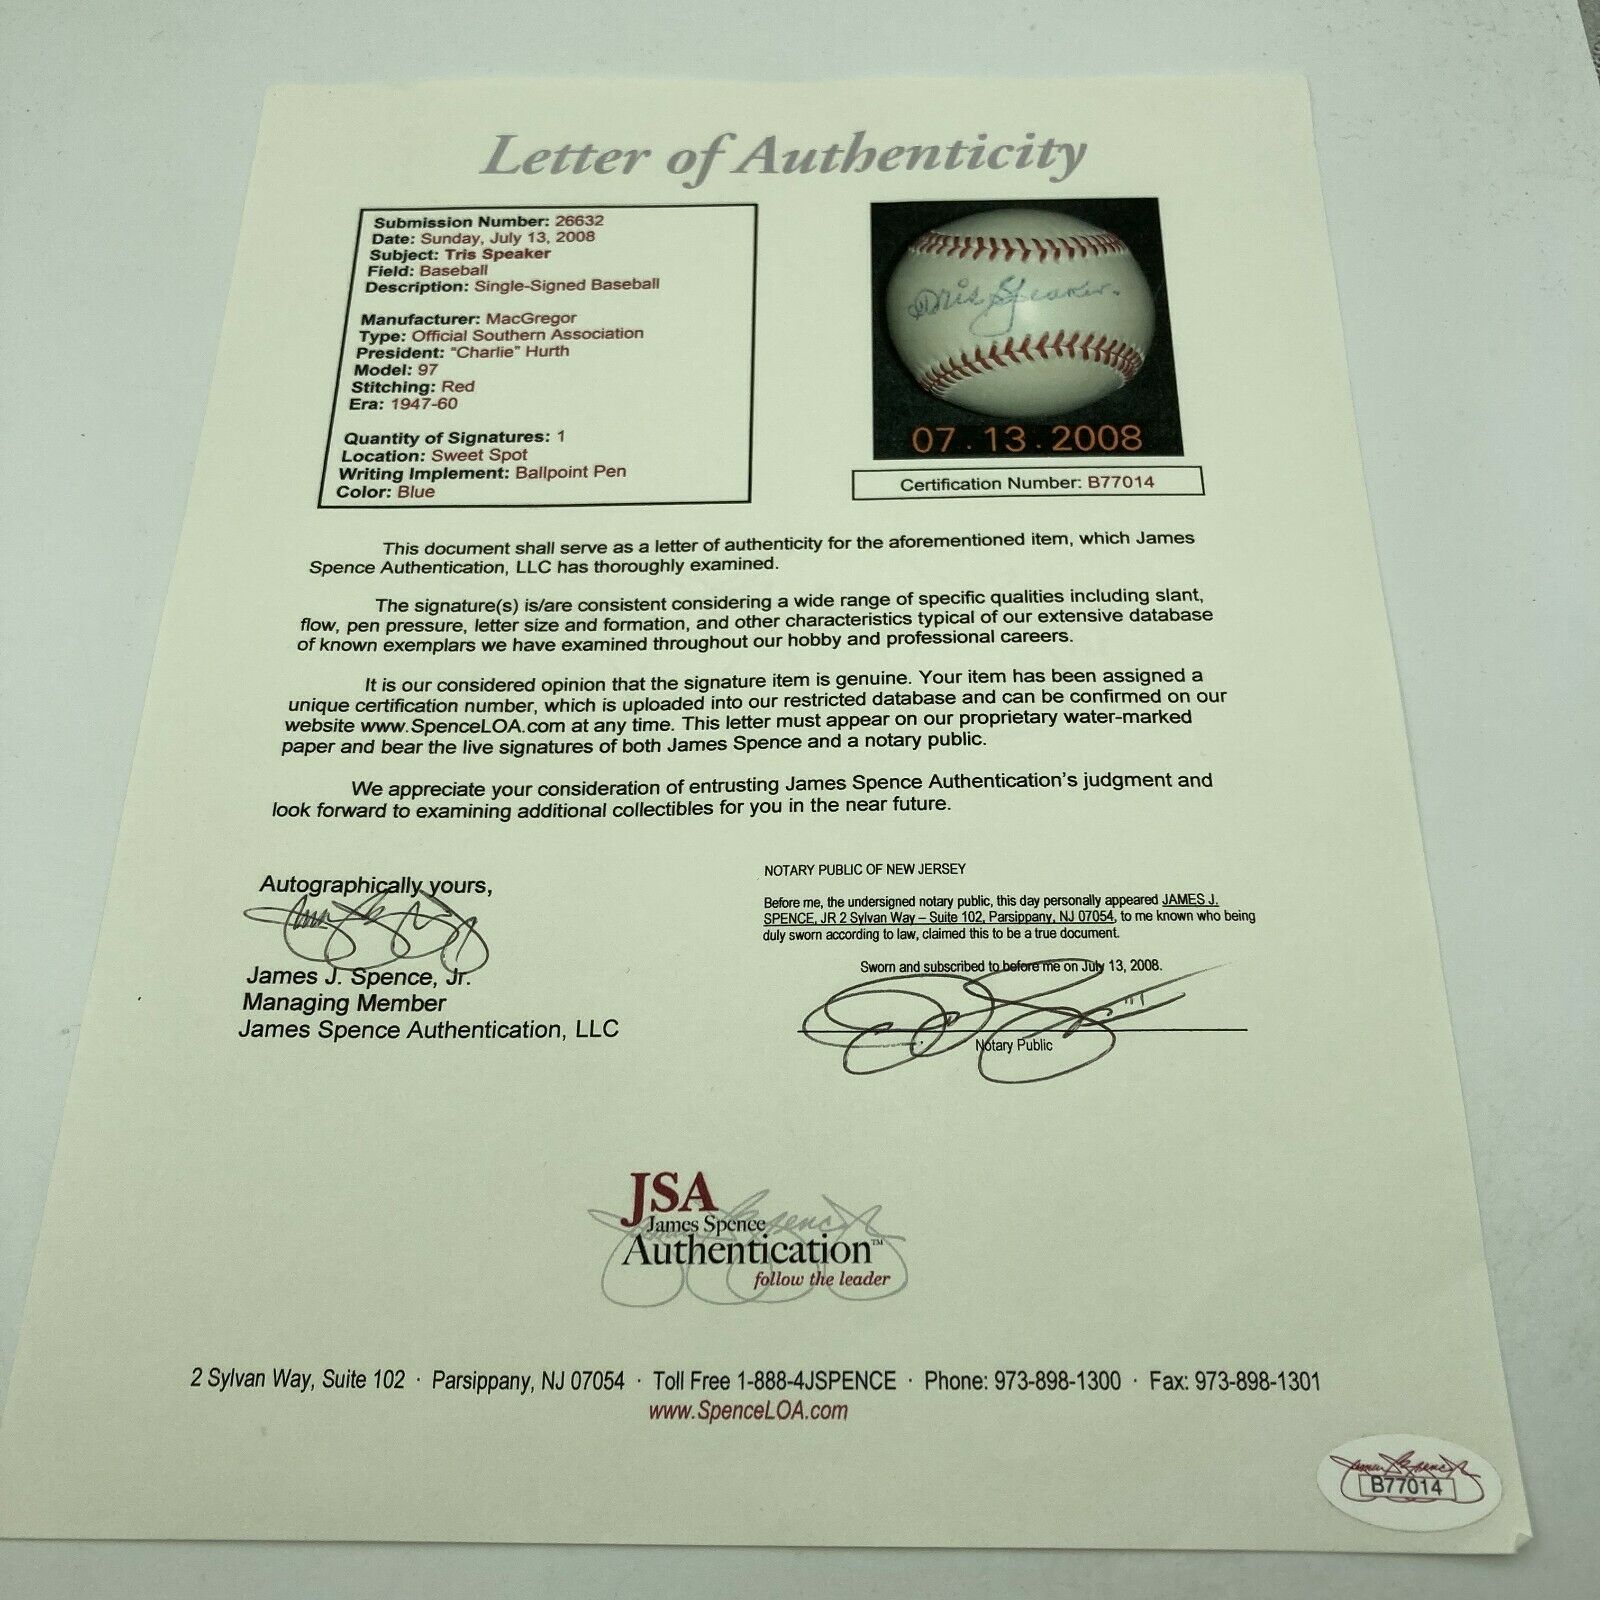 Letter of Authenticity
Submission Number: 26632
Date: Sunday, July 13, 2008
Subject: Tris Speaker
Field: Baseball
Description: Single-Signed Baseball
Manufacturer: MacGregor
Type: Official Southern Association
President: "Charlie" Hurth
Model: 97
Stitching: Red
Era: 1947-60
Quantity of Signatures: 1
Location: Sweet Spot
Writing Implement: Ballpoint Pen
Color: Blue
Tris Speaker.
07.13.2008
Certification Number: B77014
This document shall serve as a letter of authenticity for the aforementioned item, which James
Spence Authentication, LLC has thoroughly examined.
The signature(s) is/are consistent considering a wide range of specific qualities including slant,
flow, pen pressure, letter size and formation, and other characteristics typical of our extensive database
of known exemplars we have examined throughout our hobby and professional careers.
It is our considered opinion that the signature item is genuine. Your item has been assigned a
unique certification number, which is uploaded into our restricted database and can be confirmed on our
website www.SpenceLOA.com at any time. This letter must appear on our proprietary water-marked
paper and bear the live signatures of both James Spence and a notary public.
We appreciate your consideration of entrusting James Spence Authentication's judgment and
look forward to examining additional collectibles for you in the near future.
Autographically yours,
James J. Spence, Jr.
Managing Member
James Spence Authentication, LLC
NOTARY PUBLIC OF NEW JERSEY
Before me, the undersigned notary public, this day personally appeared JAMES J.
SPENCE, JR 2 Sylvan Way – Suite 102, Parsippany, NJ 07054, to me known who being
duly sworn according to law, claimed this to be a true document.
Sworn and subscribed to before me on July 13, 2008.
Notary Public
JSA
James Spence
Authentication™
follow the leader
2 Sylvan Way, Suite 102 · Parsippany, NJ 07054 · Toll Free 1-888-4JSPENCE · Phone: 973-898-1300 · Fax: 973-898-1301
www.SpenceLOA.com
B77014